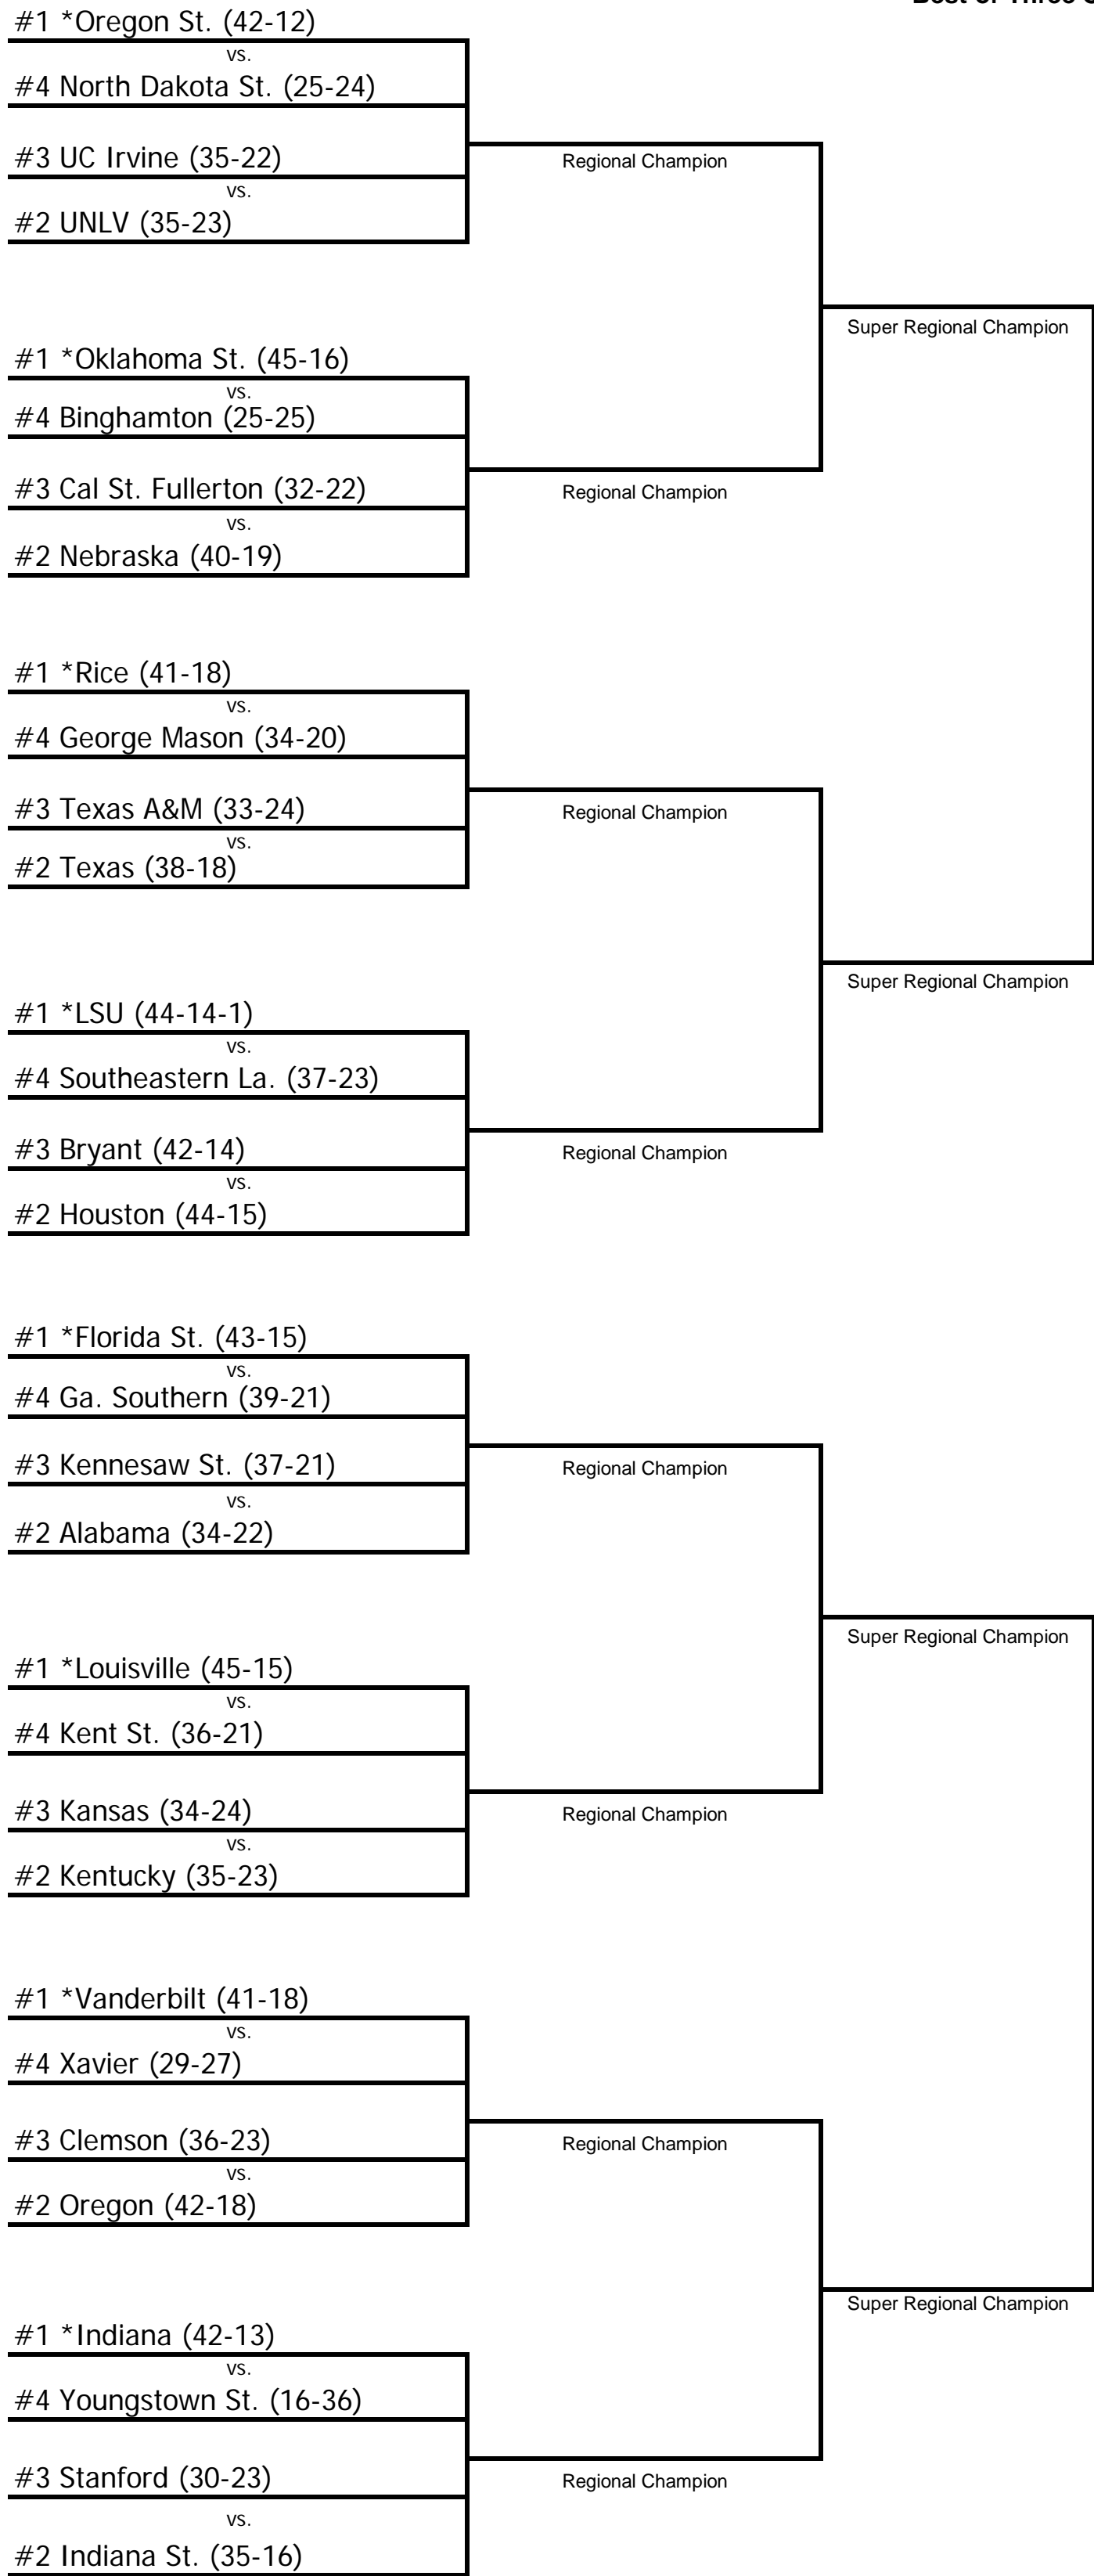 Best-of-Three
#1 *Oregon St. (42-12)
vs.
#4 North Dakota St. (25-24)
#3 UC Irvine (35-22)
Regional Champion
vs.
#2 UNLV (35-23)
Super Regional Champion
#1 *Oklahoma St. (45-16)
vs.
#4 Binghamton (25-25)
#3 Cal St. Fullerton (32-22)
Regional Champion
vs.
#2 Nebraska (40-19)
#1 *Rice (41-18)
vs.
#4 George Mason (34-20)
#3 Texas A&M (33-24)
Regional Champion
vs.
#2 Texas (38-18)
Super Regional Champion
#1 *LSU (44-14-1)
vs.
#4 Southeastern La. (37-23)
#3 Bryant (42-14)
Regional Champion
vs.
#2 Houston (44-15)
#1 *Florida St. (43-15)
vs.
#4 Ga. Southern (39-21)
#3 Kennesaw St. (37-21)
Regional Champion
vs.
#2 Alabama (34-22)
Super Regional Champion
#1 *Louisville (45-15)
vs.
#4 Kent St. (36-21)
#3 Kansas (34-24)
Regional Champion
vs.
#2 Kentucky (35-23)
#1 *Vanderbilt (41-18)
vs.
#4 Xavier (29-27)
#3 Clemson (36-23)
Regional Champion
vs.
#2 Oregon (42-18)
Super Regional Champion
#1 *Indiana (42-13)
vs.
#4 Youngstown St. (16-36)
#3 Stanford (30-23)
Regional Champion
vs.
#2 Indiana St. (35-16)